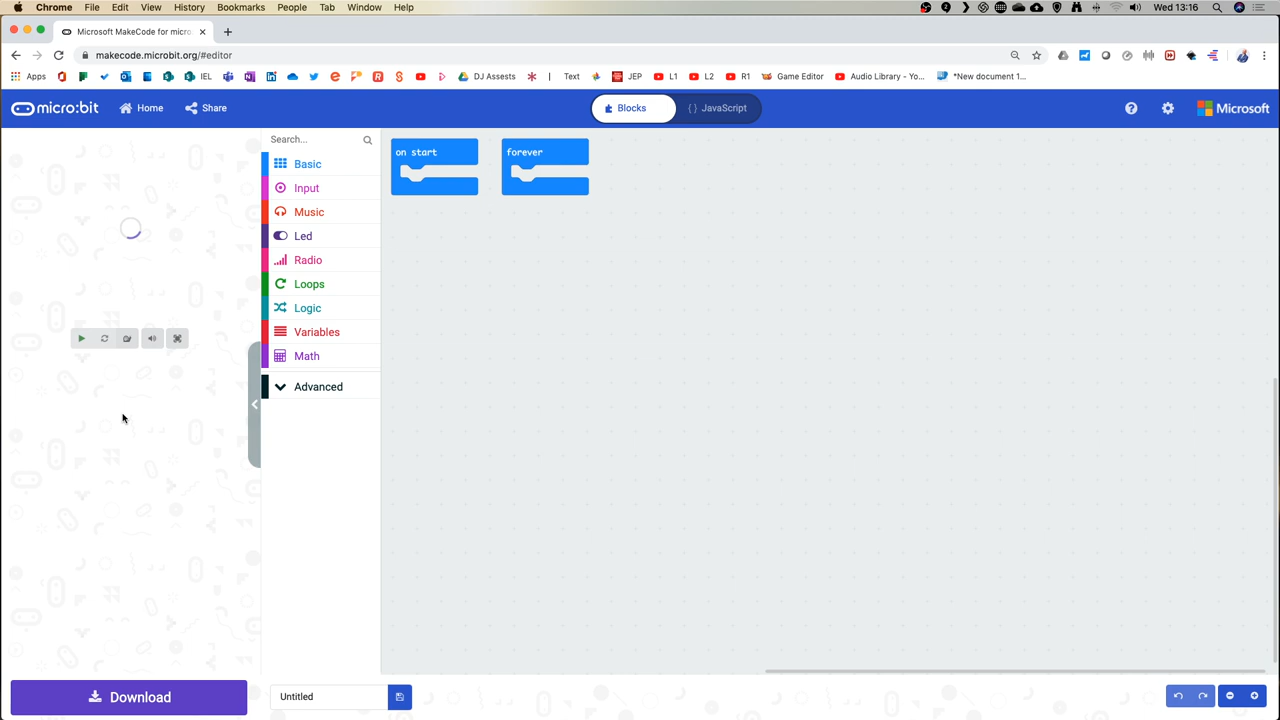 Chrome File Edit View History Bookmarks People Tab Window Help
2 Wed 13:16
Microsoft MakeCode for micro
makecode.microbit.org/#editor
Apps IEL DJ Assests Text JEP L1 L2 R1 Game Editor Audio Library - Yo... *New document 1...
micro:bit Home Share Blocks {} JavaScript ? Microsoft
Search...
Basic
Input
Music
Led
Radio
Loops
Logic
Variables
Math
Advanced
on start
forever
Download
Untitled